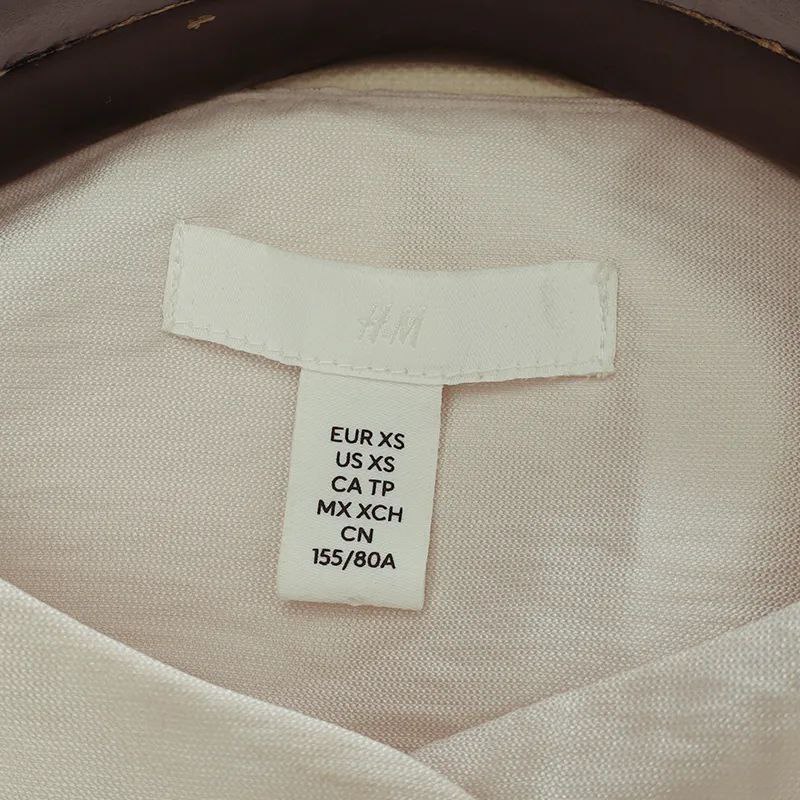 H&M
EUR XS
US XS
CA TP
MX XCH
CN
155/80A